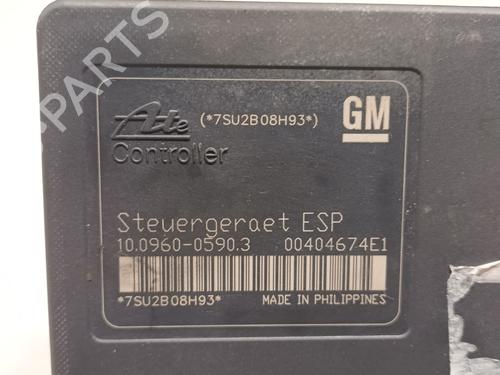 PARTS
Ate
(*7SU2B08H93*)
GM
Controller
Steuergeraet ESP
10.0960-0590.3 00404674E1
*7SU2B08H93*
MADE IN PHILIPPINES